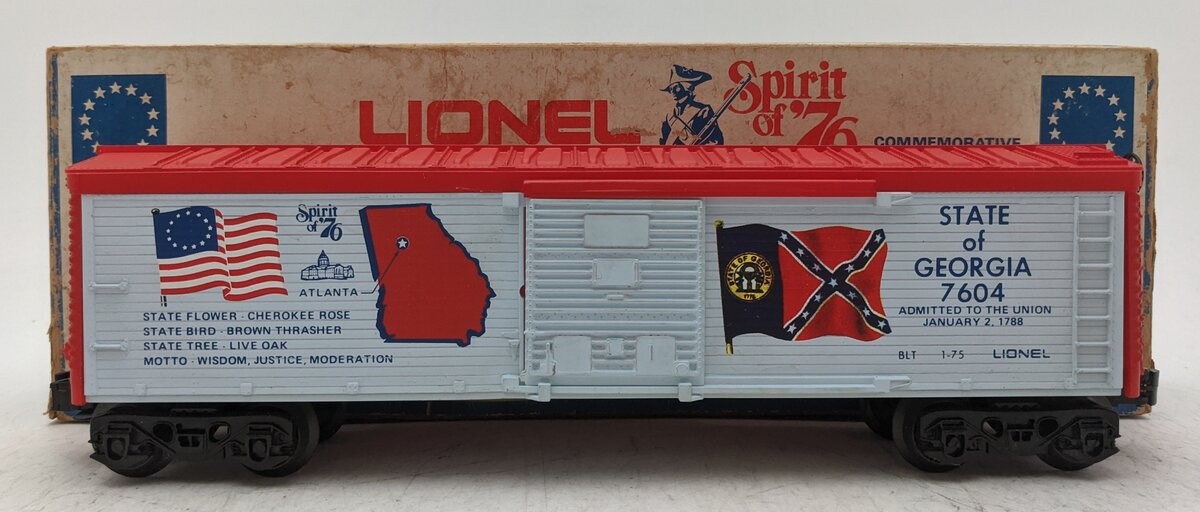 LIONEL
Spirit
of '76
COMMEMORATIVE
Spirit
of '76
ATLANTA
STATE FLOWER · CHEROKEE ROSE
STATE BIRD · BROWN THRASHER
STATE TREE · LIVE OAK
MOTTO · WISDOM, JUSTICE, MODERATION
STATE OF GEORGIA
1776
STATE
of
GEORGIA
7604
ADMITTED TO THE UNION
JANUARY 2, 1788
BLT 1-75 LIONEL